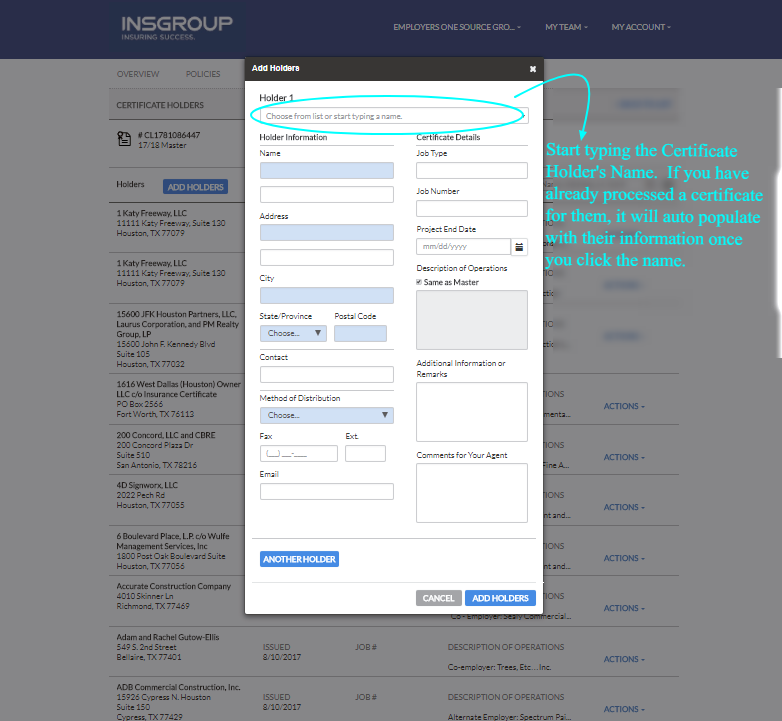 INSGROUP
INSURING SUCCESS.
EMPLOYERS ONE SOURCE GRO...
MY TEAM
MY ACCOUNT
OVERVIEW
POLICIES
CERTIFICATE HOLDERS
# CL1781086447
17/18 Master
Holders
ADD HOLDERS
1 Katy Freeway, LLC
11111 Katy Freeway, Suite 130
Houston, TX 77079
1 Katy Freeway, LLC
11111 Katy Freeway, Suite 130
Houston, TX 77079
15600 JFK Houston Partners, LLC,
Laurus Corporation, and PM Realty
Group, LP
15600 John F. Kennedy Blvd
Suite 105
Houston, TX 77032
1616 West Dallas (Houston) Owner
LLC c/o Insurance Certificate
PO Box 2566
Fort Worth, TX 76113
200 Concord, LLC and CBRE
200 Concord Plaza Dr
Suite 510
San Antonio, TX 78216
4D Signworx, LLC
2022 Pech Rd
Houston, TX 77055
6 Boulevard Place, L.P. c/o Wulfe
Management Services, Inc
1800 Post Oak Boulevard Suite
Houston, TX 77056
Accurate Construction Company
4010 Skinner Ln
Richmond, TX 77469
Adam and Rachel Gutow-Ellis
549 S. 2nd Street
Bellaire, TX 77401
ISSUED
8/10/2017
JOB #
DESCRIPTION OF OPERATIONS
Co-employer: Trees, Etc... Inc.
ACTIONS
ADB Commercial Construction, Inc.
15926 Cypress N. Houston
Suite 150
Cypress, TX 77429
ISSUED
8/10/2017
JOB #
DESCRIPTION OF OPERATIONS
Alternate Employer: Spectrum Pai...
ACTIONS
Add Holders
Holder 1
Choose from list or start typing a name.
Holder Information
Name
Address
City
State/Province
Postal Code
Choose...
Contact
Method of Distribution
Choose...
Fax
Ext.
(__) ___-____
Email
Certificate Details
Job Type
Job Number
Project End Date
mm/dd/yyyy
Description of Operations
Same as Master
Additional Information or
Remarks
Comments for Your Agent
ANOTHER HOLDER
CANCEL
ADD HOLDERS
Start typing the Certificate
Holder's Name. If you have
already processed a certificate
for them, it will auto populate
with their information once
you click the name.
IONS
menta...
ACTIONS
IONS
Fine A...
ACTIONS
IONS
nt and...
ACTIONS
IONS
nt and...
ACTIONS
IONS
Co - Employer: Sealy Commercial...
ACTIONS